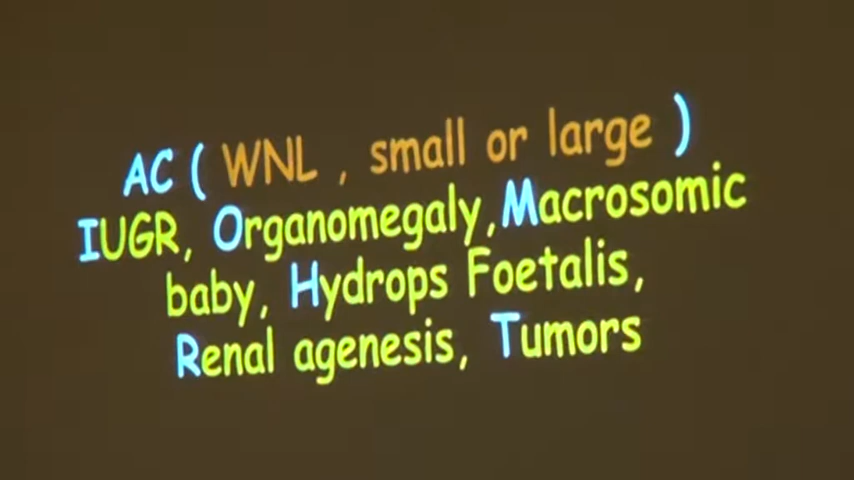 AC ( WNL , small or large )
IUGR, Organomegaly,Macrosomic
baby, Hydrops Foetalis,
Renal agenesis, Tumors